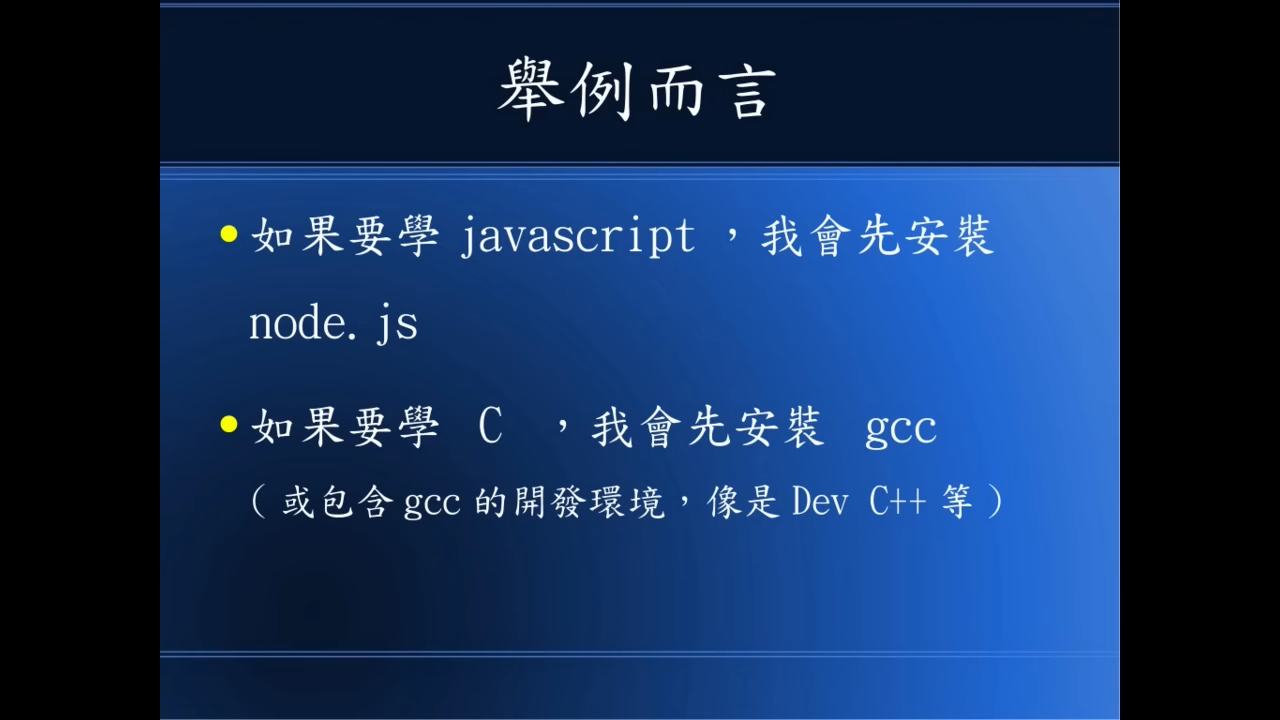 舉例而言
如果要學 javascript ，我會先安裝
node.js
如果要學 C ，我會先安裝 gcc
（或包含 gcc 的開發環境，像是 Dev C++ 等）